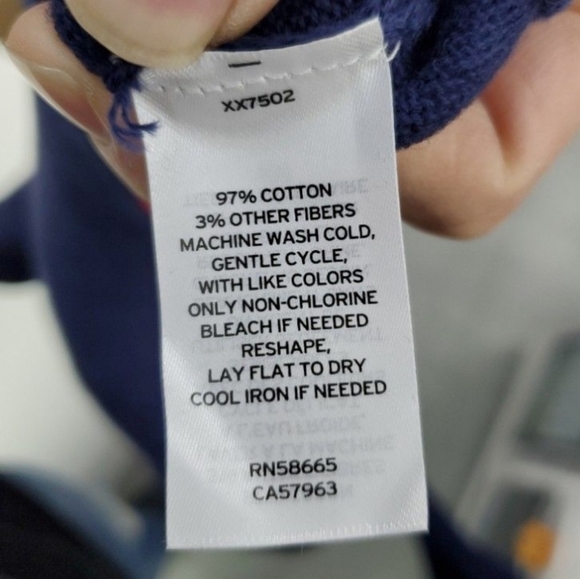 XX7502
97% COTTON
3% OTHER FIBERS
MACHINE WASH COLD,
GENTLE CYCLE,
WITH LIKE COLORS
ONLY NON-CHLORINE
BLEACH IF NEEDED
RESHAPE,
LAY FLAT TO DRY
COOL IRON IF NEEDED
RN58665
CA57963